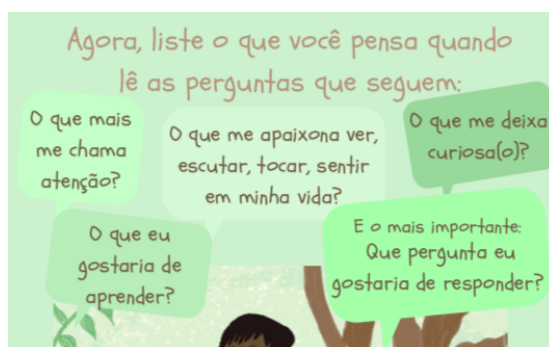 Agora, liste o que você pensa quando
lê as perguntas que seguem:
O que mais
me chama
atenção?
O que me apaixona ver,
escutar, tocar, sentir
em minha vida?
O que me deixa
curiosa(o)?
O que eu
gostaria de
aprender?
E o mais importante:
Que pergunta eu
gostaria de responder?